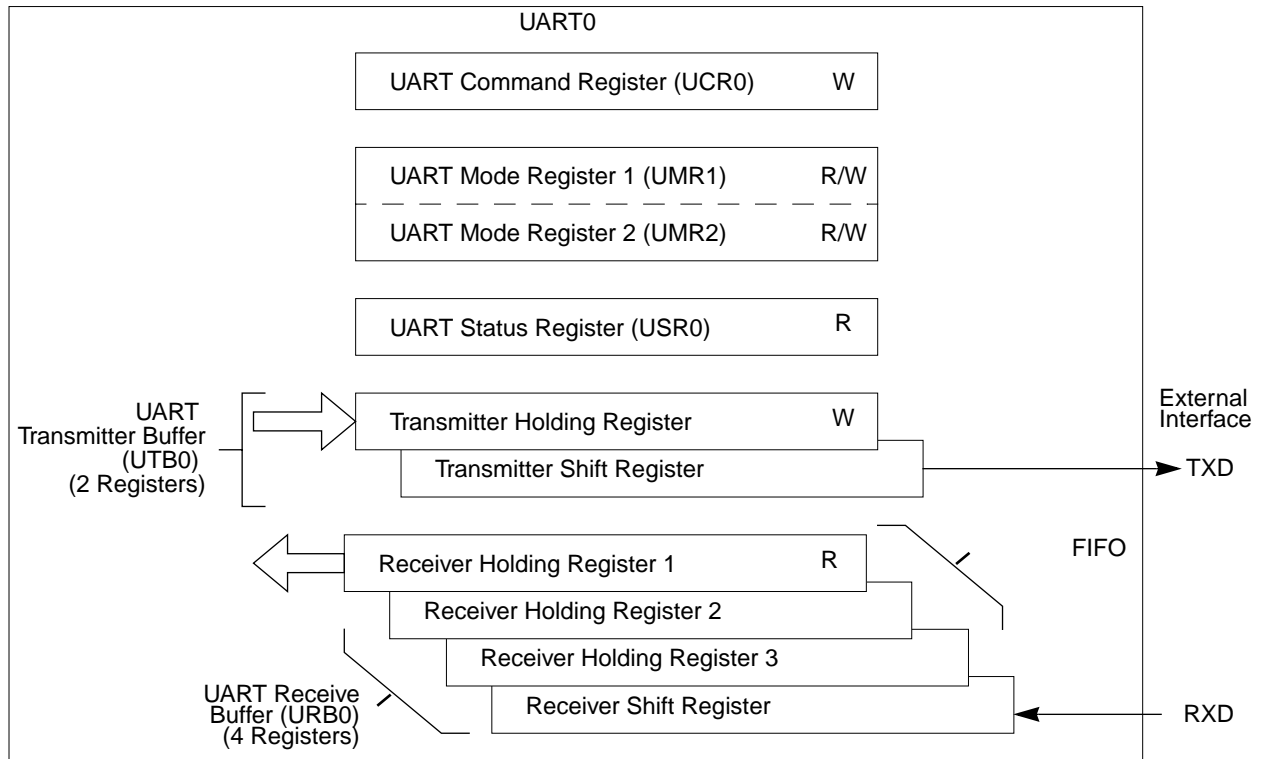 UART0
UART Command Register (UCR0) W
UART Mode Register 1 (UMR1) R/W
UART Mode Register 2 (UMR2) R/W
UART Status Register (USR0) R
UART
Transmitter Buffer
(UTB0)
(2 Registers)
Transmitter Holding Register W
Transmitter Shift Register
External
Interface
TXD
Receiver Holding Register 1 R
FIFO
Receiver Holding Register 2
Receiver Holding Register 3
Receiver Shift Register
UART Receive
Buffer (URB0)
(4 Registers)
RXD